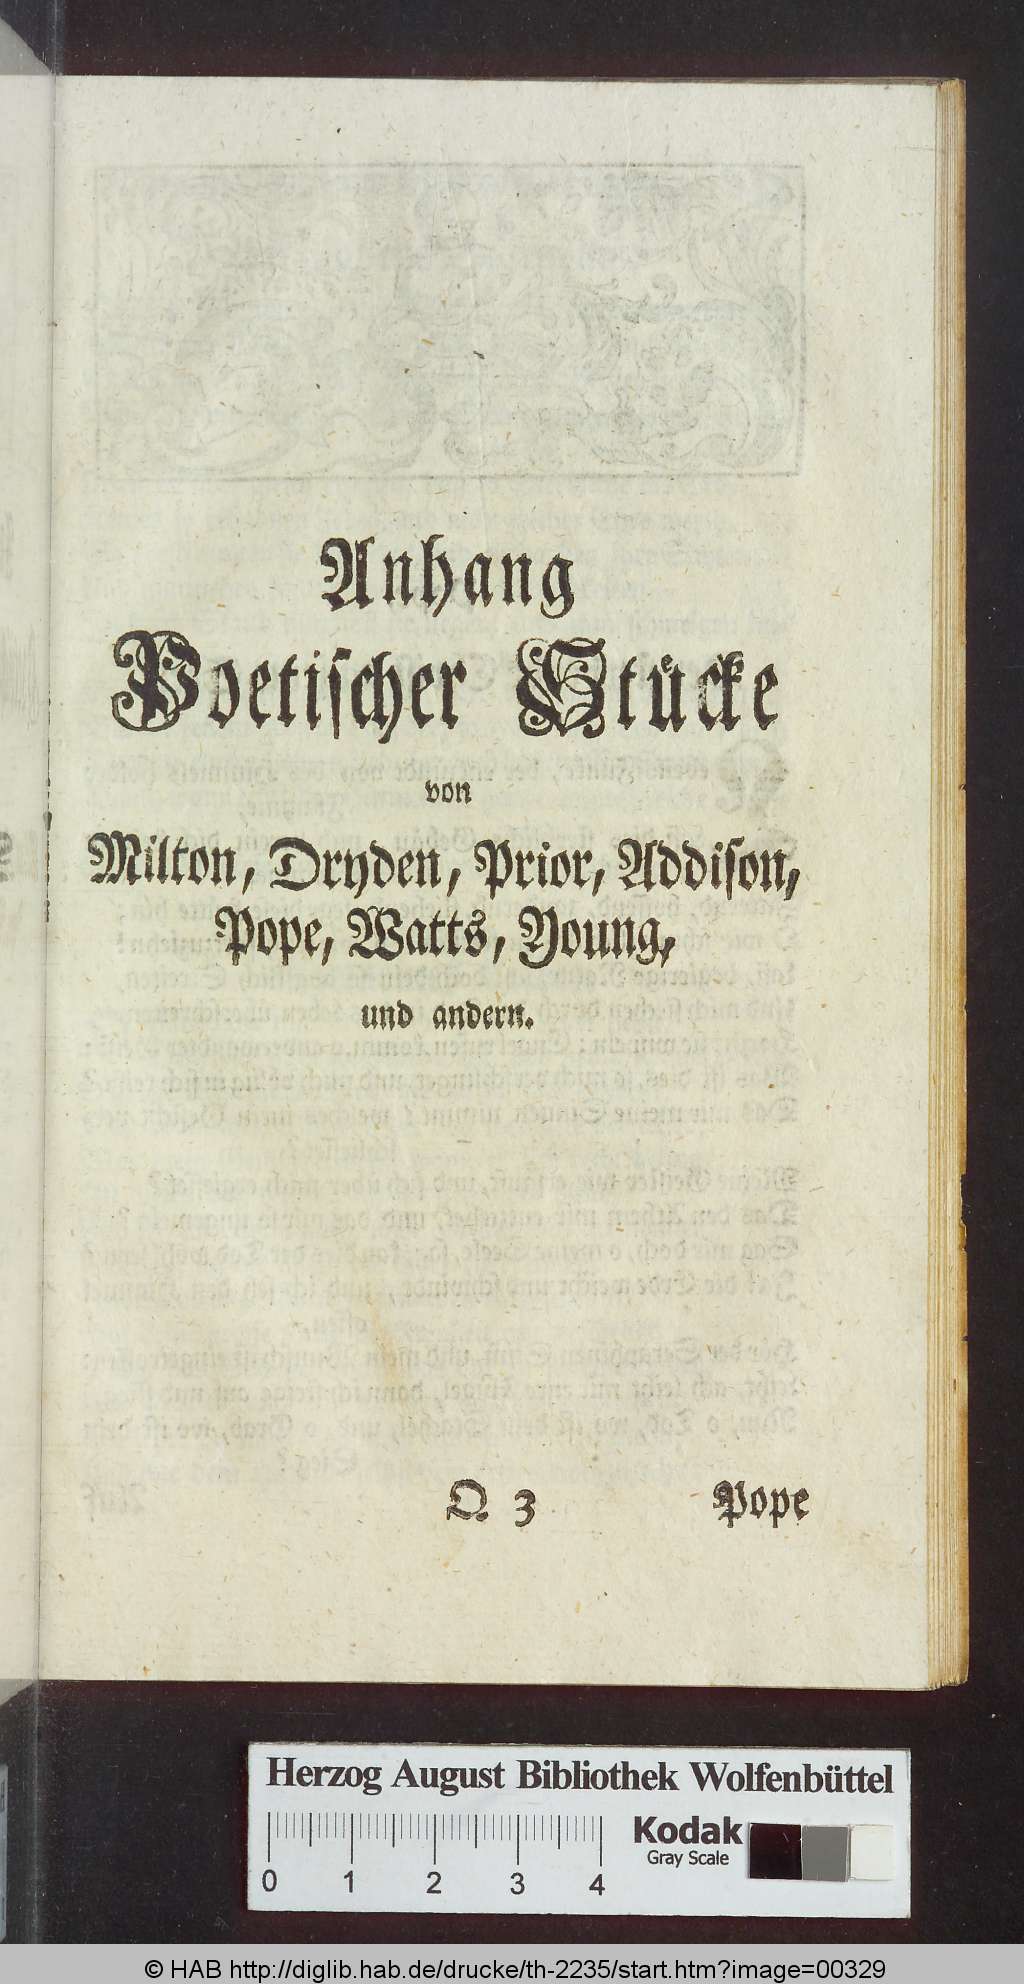 Anhang
Poetischer Stücke
von
Milton, Dryden, Prior, Addison,
Pope, Watts, Young,
und andern.
Q 3 Pope
Herzog August Bibliothek Wolfenbüttel
Kodak
Gray Scale
0 1 2 3 4
© HAB http://diglib.hab.de/drucke/th-2235/start.htm?image=00329